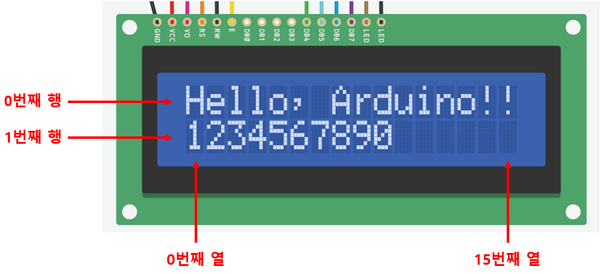 GND VCC VO RS RW E DB0 DB1 DB2 DB3 DB4 DB5 DB6 DB7 LED LED
0번째 행
Hello, Arduino!!
1번째 행
1234567890
0번째 열
15번째 열